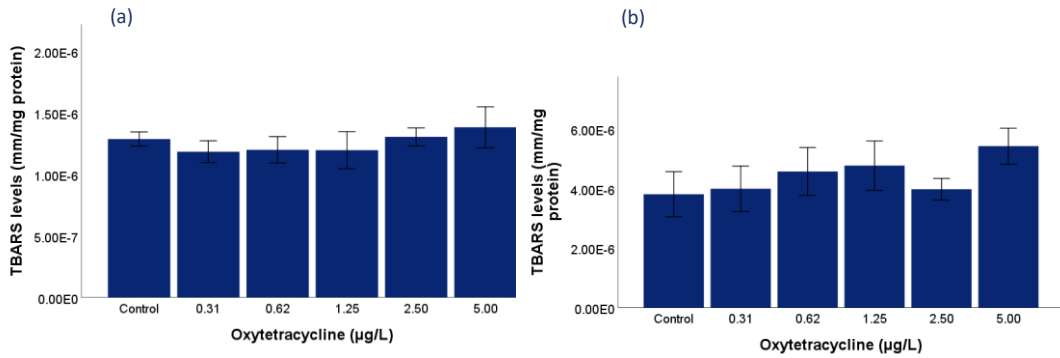 (a)
TBARS levels (mm/mg protein)
2.00E-6
1.50E-6
1.00E-6
5.00E-7
0.00E0
Control 0.31 0.62 1.25 2.50 5.00
Oxytetracycline (µg/L)
(b)
TBARS levels (mm/mg
protein)
6.00E-6
4.00E-6
2.00E-6
0.00E0
Control 0.31 0.62 1.25 2.50 5.00
Oxytetracycline (µg/L)